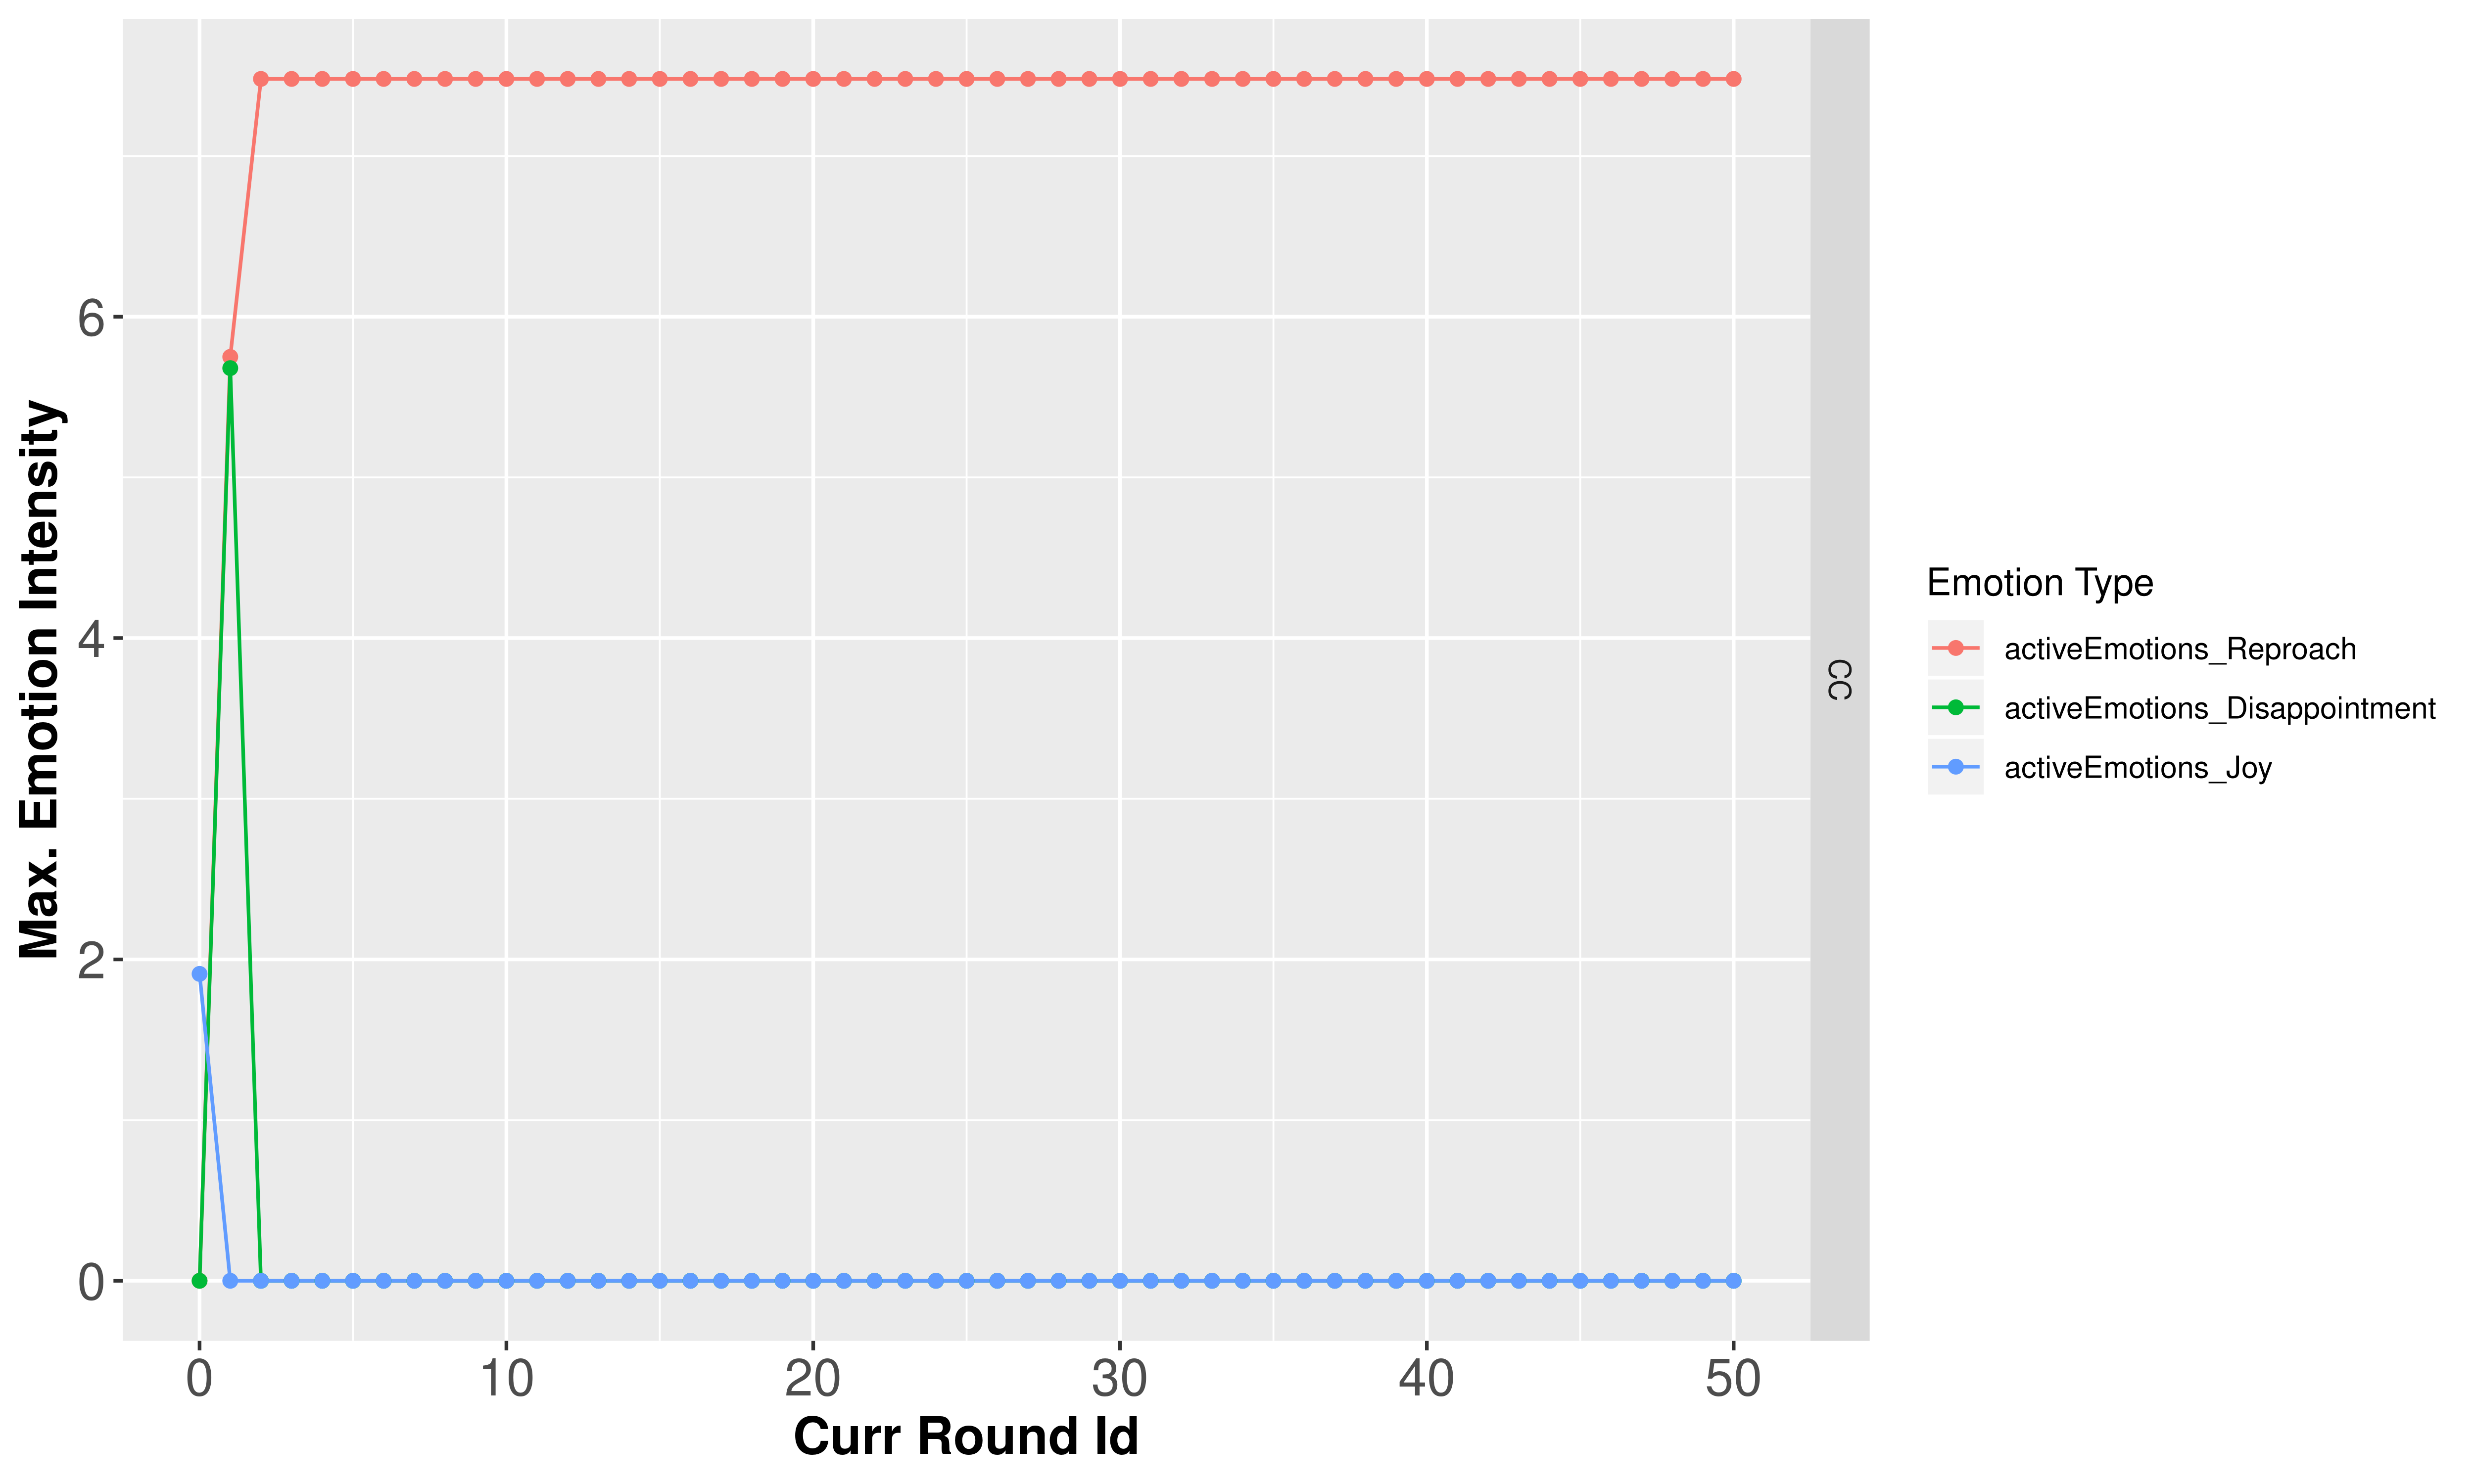 Max. Emotion Intensity
6
4
2
0
0 10 20 30 40 50
Curr Round Id
CC
Emotion Type
activeEmotions_Reproach
activeEmotions_Disappointment
activeEmotions_Joy